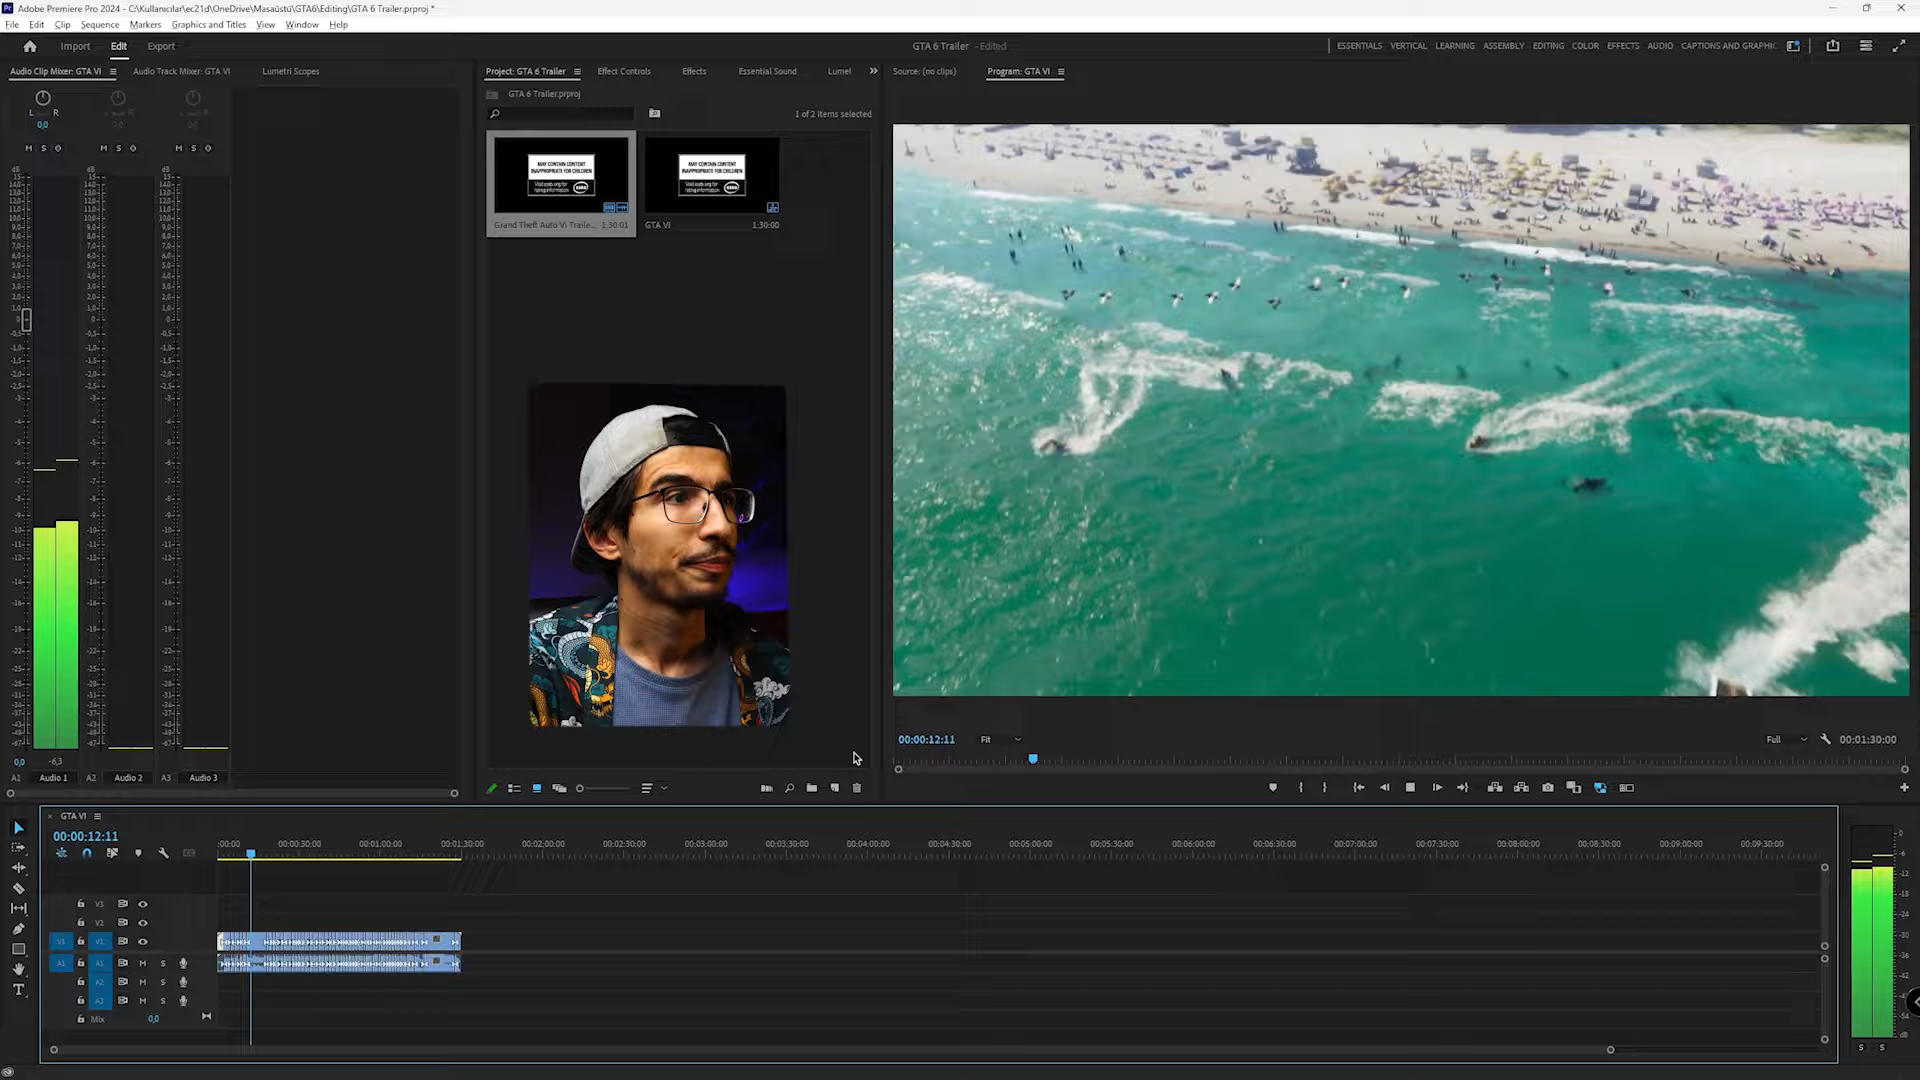 Adobe Premiere Pro 2024 - C:\Kullanıcılar\ec21d\OneDrive\Masaüstü\GTA6\Editing\GTA 6 Trailer.prproj *
File Edit Clip Sequence Markers Graphics and Titles View Window Help
Import Edit Export
GTA 6 Trailer - Edited
ESSENTIALS VERTICAL LEARNING ASSEMBLY EDITING COLOR EFFECTS AUDIO CAPTIONS AND GRAPHIC
Audio Clip Mixer: GTA VI
Audio Track Mixer: GTA VI
Lumetri Scopes
Project: GTA 6 Trailer
Effect Controls
Effects
Essential Sound
Lumet
Source: (no clips)
Program: GTA VI
GTA 6 Trailer.prproj
1 of 2 items selected
L R
0,0
M S
M S
M S
dB
dB
dB
MAY CONTAIN CONTENT
INAPPROPRIATE FOR CHILDREN
Visit esrb.org for
rating information
MAY CONTAIN CONTENT
INAPPROPRIATE FOR CHILDREN
Visit esrb.org for
rating information
Grand Theft Auto VI Traile... 1:30:01
GTA VI 1:30:00
0,0 -6,3
A1 Audio 1 A2 Audio 2 A3 Audio 3
00:00:12:11 Fit
Full 00:01:30:00
GTA VI
00:00:12:11
:00:00 00:00:30:00 00:01:00:00 00:01:30:00 00:02:00:00 00:02:30:00 00:03:00:00 00:03:30:00 00:04:00:00 00:04:30:00 00:05:00:00 00:05:30:00 00:06:00:00 00:06:30:00 00:07:00:00 00:07:30:00 00:08:00:00 00:08:30:00 00:09:00:00 00:09:30:00
V3
V2
V1 V1
A1 A1 M S
A2 M S
A3 M S
Mix 0,0
S S